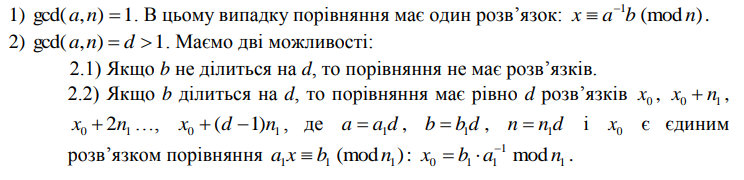 1) gcd(a,n) = 1. В цьому випадку порівняння має один розв’язок: x ≡ a⁻¹b (mod n).
2) gcd(a,n) = d > 1. Маємо дві можливості:
2.1) Якщо b не ділиться на d, то порівняння не має розв’язків.
2.2) Якщо b ділиться на d, то порівняння має рівно d розв’язків x₀, x₀ + n₁,
x₀ + 2n₁ …, x₀ + (d − 1)n₁, де a = a₁d, b = b₁d, n = n₁d і x₀ є єдиним
розв’язком порівняння a₁x ≡ b₁ (mod n₁): x₀ = b₁ · a₁⁻¹ mod n₁.